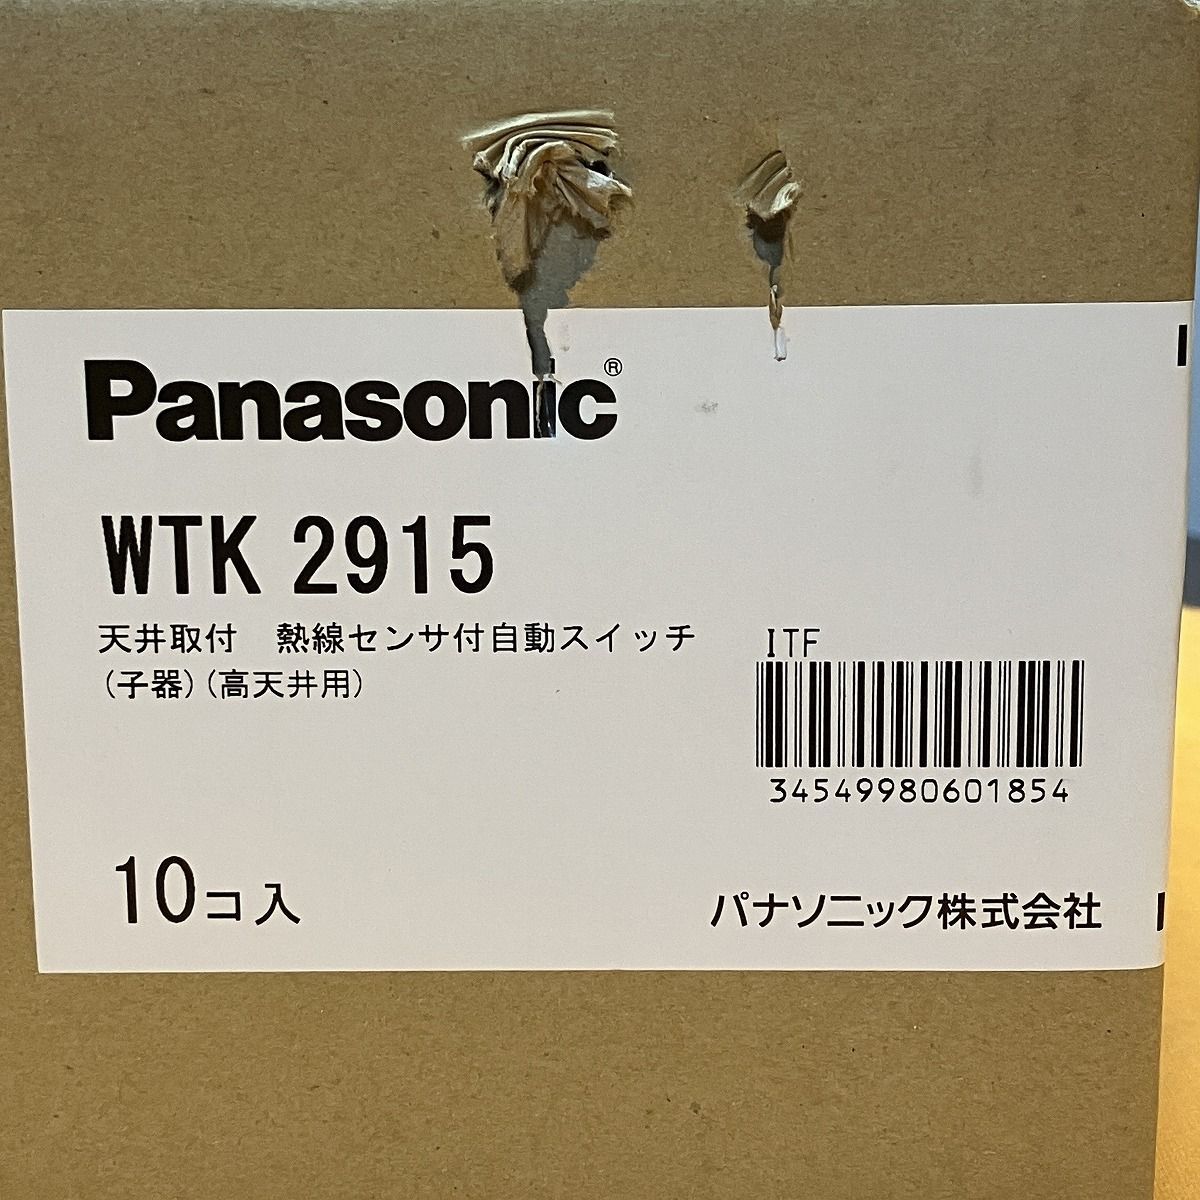 Panasonic®
WTK 2915
天井取付　熱線センサ付自動スイッチ
(子器)(高天井用)
ITF
34549980601854
10コ入
パナソニック株式会社